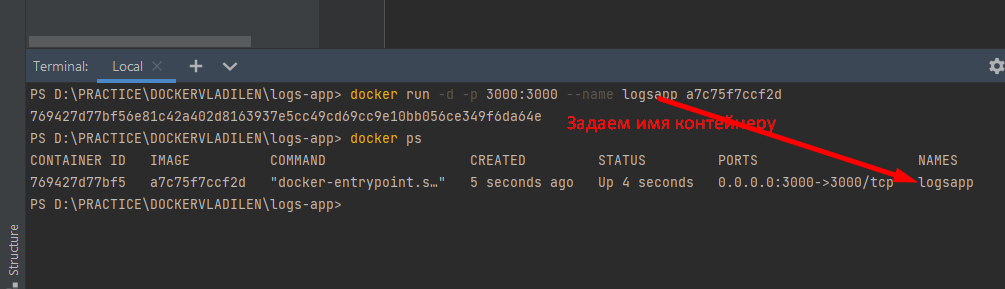 Terminal: Local
PS D:\PRACTICE\DOCKERVLADILEN\logs-app> docker run -d -p 3000:3000 --name logsapp a7c75f7ccf2d
769427d77bf56e81c42a402d8163937e5cc49cd69cc9e10bb056ce349f6da64e
Задаем имя контейнеру
PS D:\PRACTICE\DOCKERVLADILEN\logs-app> docker ps
CONTAINER ID IMAGE COMMAND CREATED STATUS PORTS NAMES
769427d77bf5 a7c75f7ccf2d "docker-entrypoint.s…" 5 seconds ago Up 4 seconds 0.0.0.0:3000->3000/tcp logsapp
PS D:\PRACTICE\DOCKERVLADILEN\logs-app>
Structure